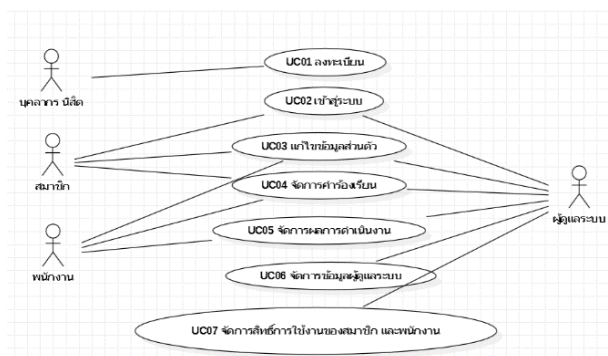 UC01 ลงทะเบียน
บุคลากร นิสิต
UC02 เข้าสู่ระบบ
UC03 แก้ไขข้อมูลส่วนตัว
สมาชิก
UC04 จัดการคำร้องเรียน
ผู้ดูแลระบบ
UC05 จัดการผลการดำเนินงาน
พนักงาน
UC06 จัดการข้อมูลผู้ดูแลระบบ
UC07 จัดการสิทธิ์การใช้งานของสมาชิก และพนักงาน